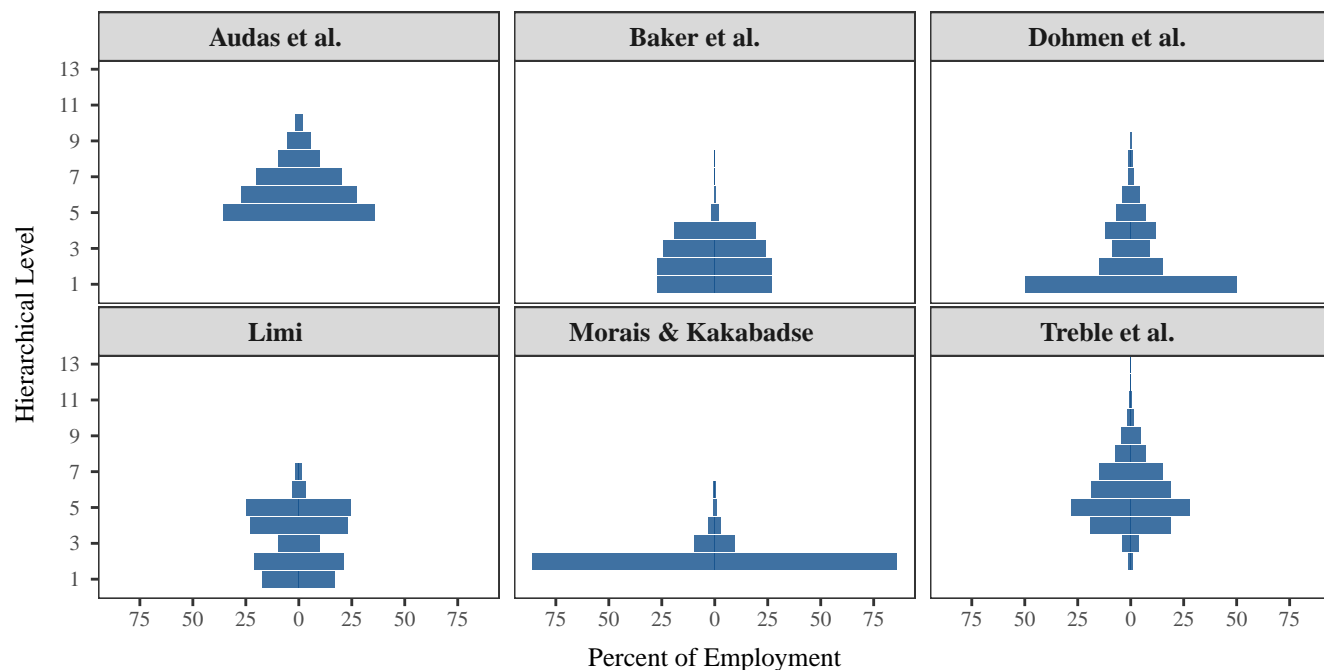 Audas et al.
Baker et al.
Dohmen et al.
13
11
9
7
5
3
1
Limi
Morais & Kakabadse
Treble et al.
13
11
9
7
5
3
1
Hierarchical Level
75 50 25 0 25 50 75
75 50 25 0 25 50 75
75 50 25 0 25 50 75
Percent of Employment